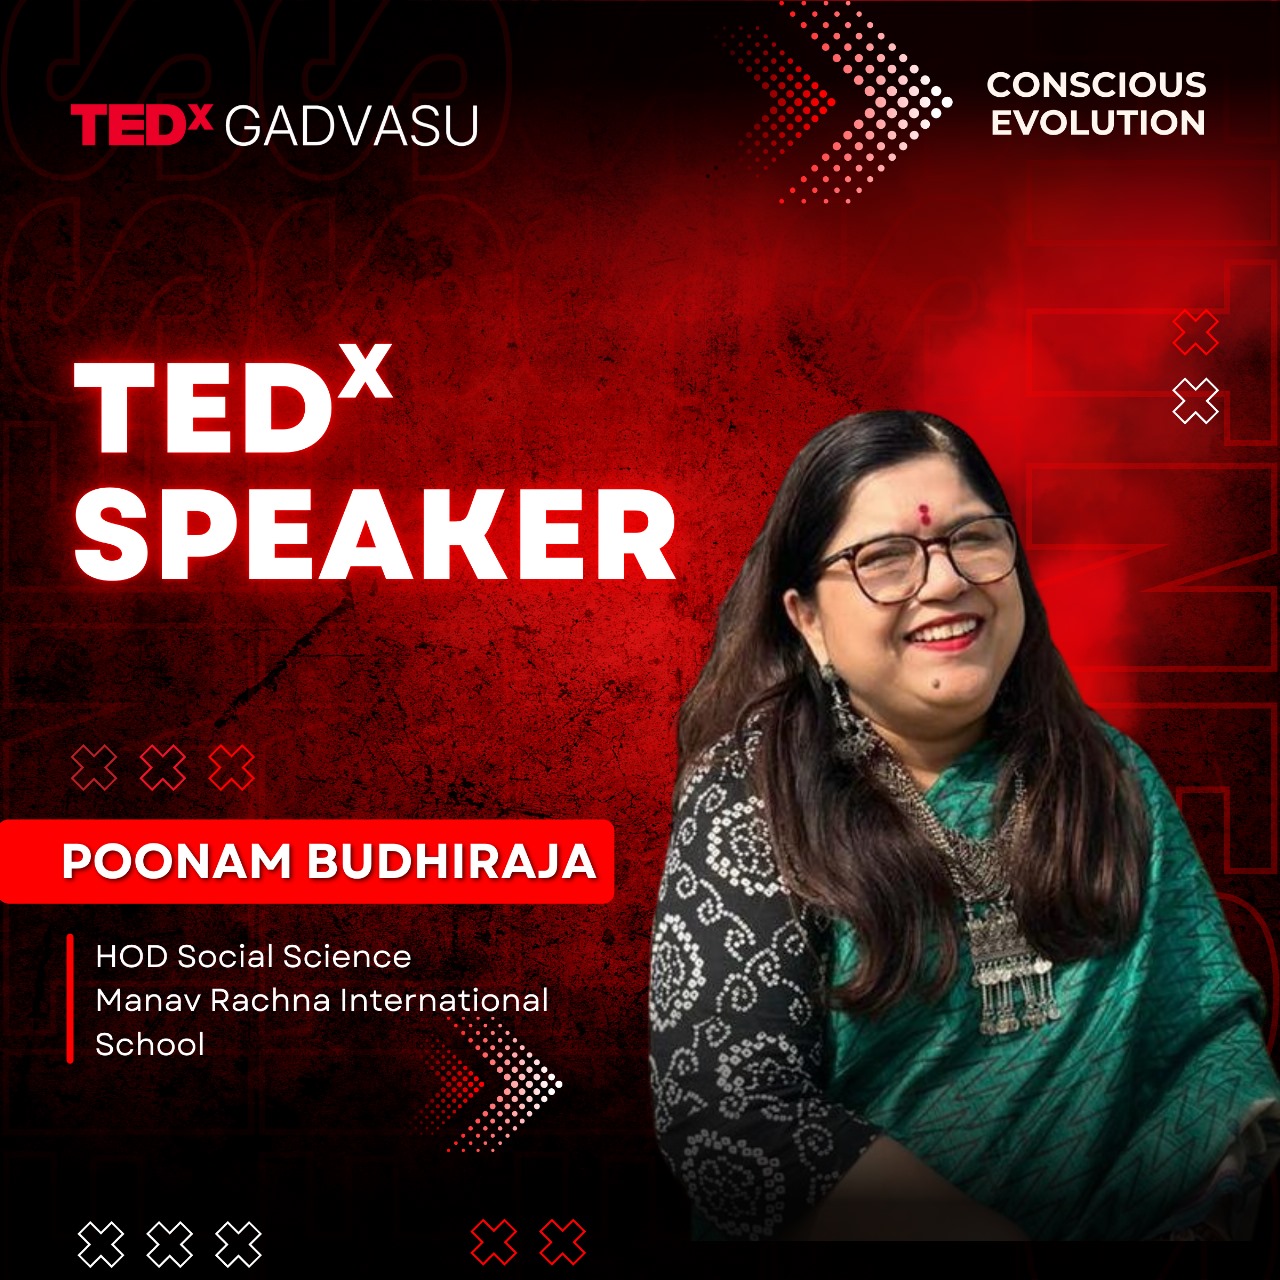 TEDx GADVASU
CONSCIOUS
EVOLUTION
TEDX
SPEAKER
POONAM BUDHIRAJA
HOD Social Science
Manav Rachna International
School